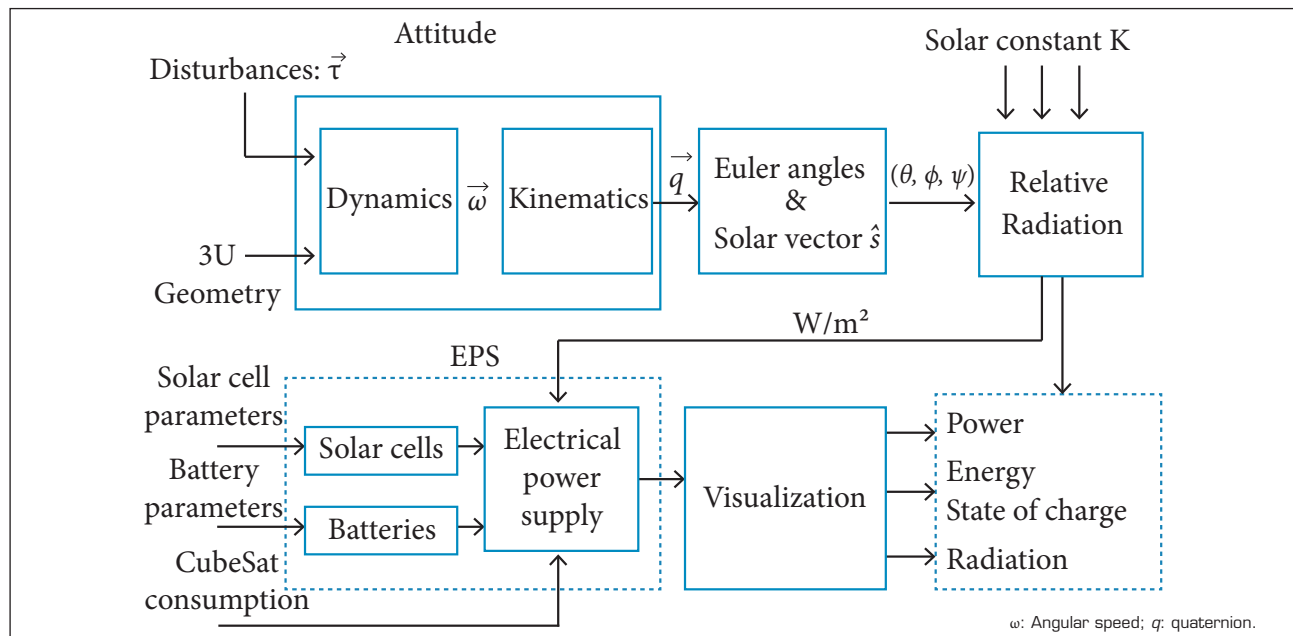 Attitude
Solar constant K
Disturbances: τ⃗
Dynamics
ω⃗
Kinematics
q⃗
Euler angles
&
Solar vector ŝ
(θ, ϕ, ψ)
Relative
Radiation
3U
Geometry
W/m²
EPS
Solar cell
parameters
Solar cells
Battery
parameters
Batteries
CubeSat
consumption
Electrical
power
supply
Visualization
Power
Energy
State of charge
Radiation
ω: Angular speed; q: quaternion.